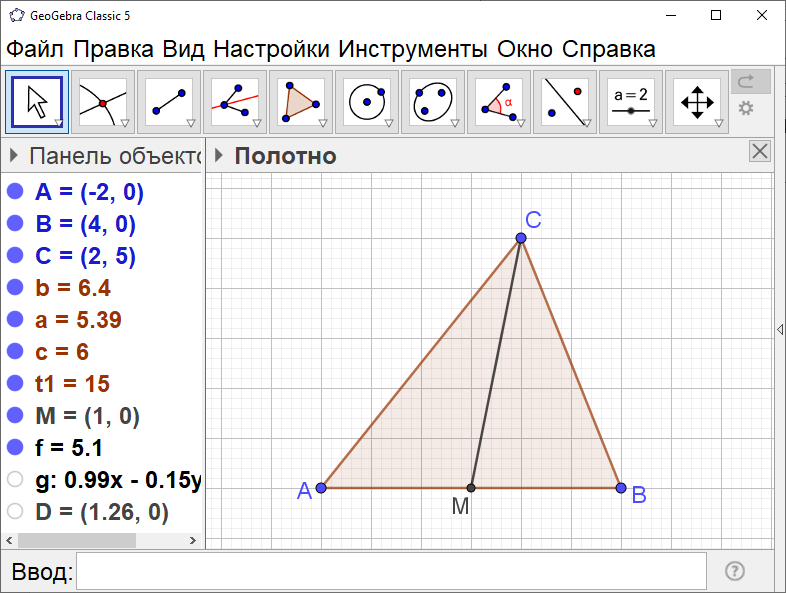 GeoGebra Classic 5
Файл Правка Вид Настройки Инструменты Окно Справка
α
a=2
Панель объекто
Полотно
A = (-2, 0)
B = (4, 0)
C = (2, 5)
b = 6.4
a = 5.39
c = 6
t1 = 15
M = (1, 0)
f = 5.1
g: 0.99x - 0.15y
D = (1.26, 0)
C
A
B
M
Ввод:
?